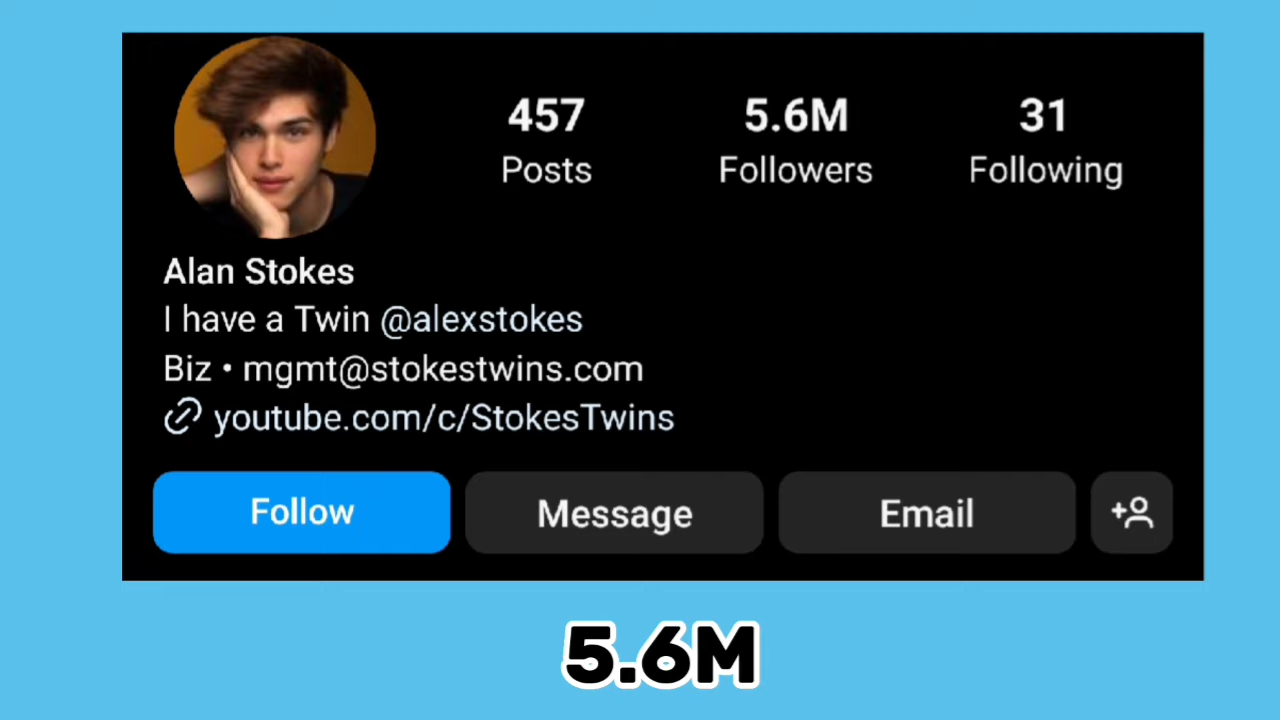 457 5.6M 31
Posts Followers Following
Alan Stokes
I have a Twin @alexstokes
Biz • mgmt@stokestwins.com
youtube.com/c/StokesTwins
Follow Message Email
5.6M